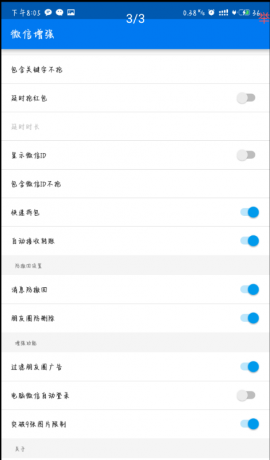 下午8:05
3/3
0.38%
36
微信增强
包含关键字不抢
延时抢红包
延时时长
显示微信ID
包含微信ID不抢
快速拆包
自动接收转账
防撤回设置
消息防撤回
朋友圈防删除
增强功能
过滤朋友圈广告
电脑微信自动登录
突破9张图片限制
关于